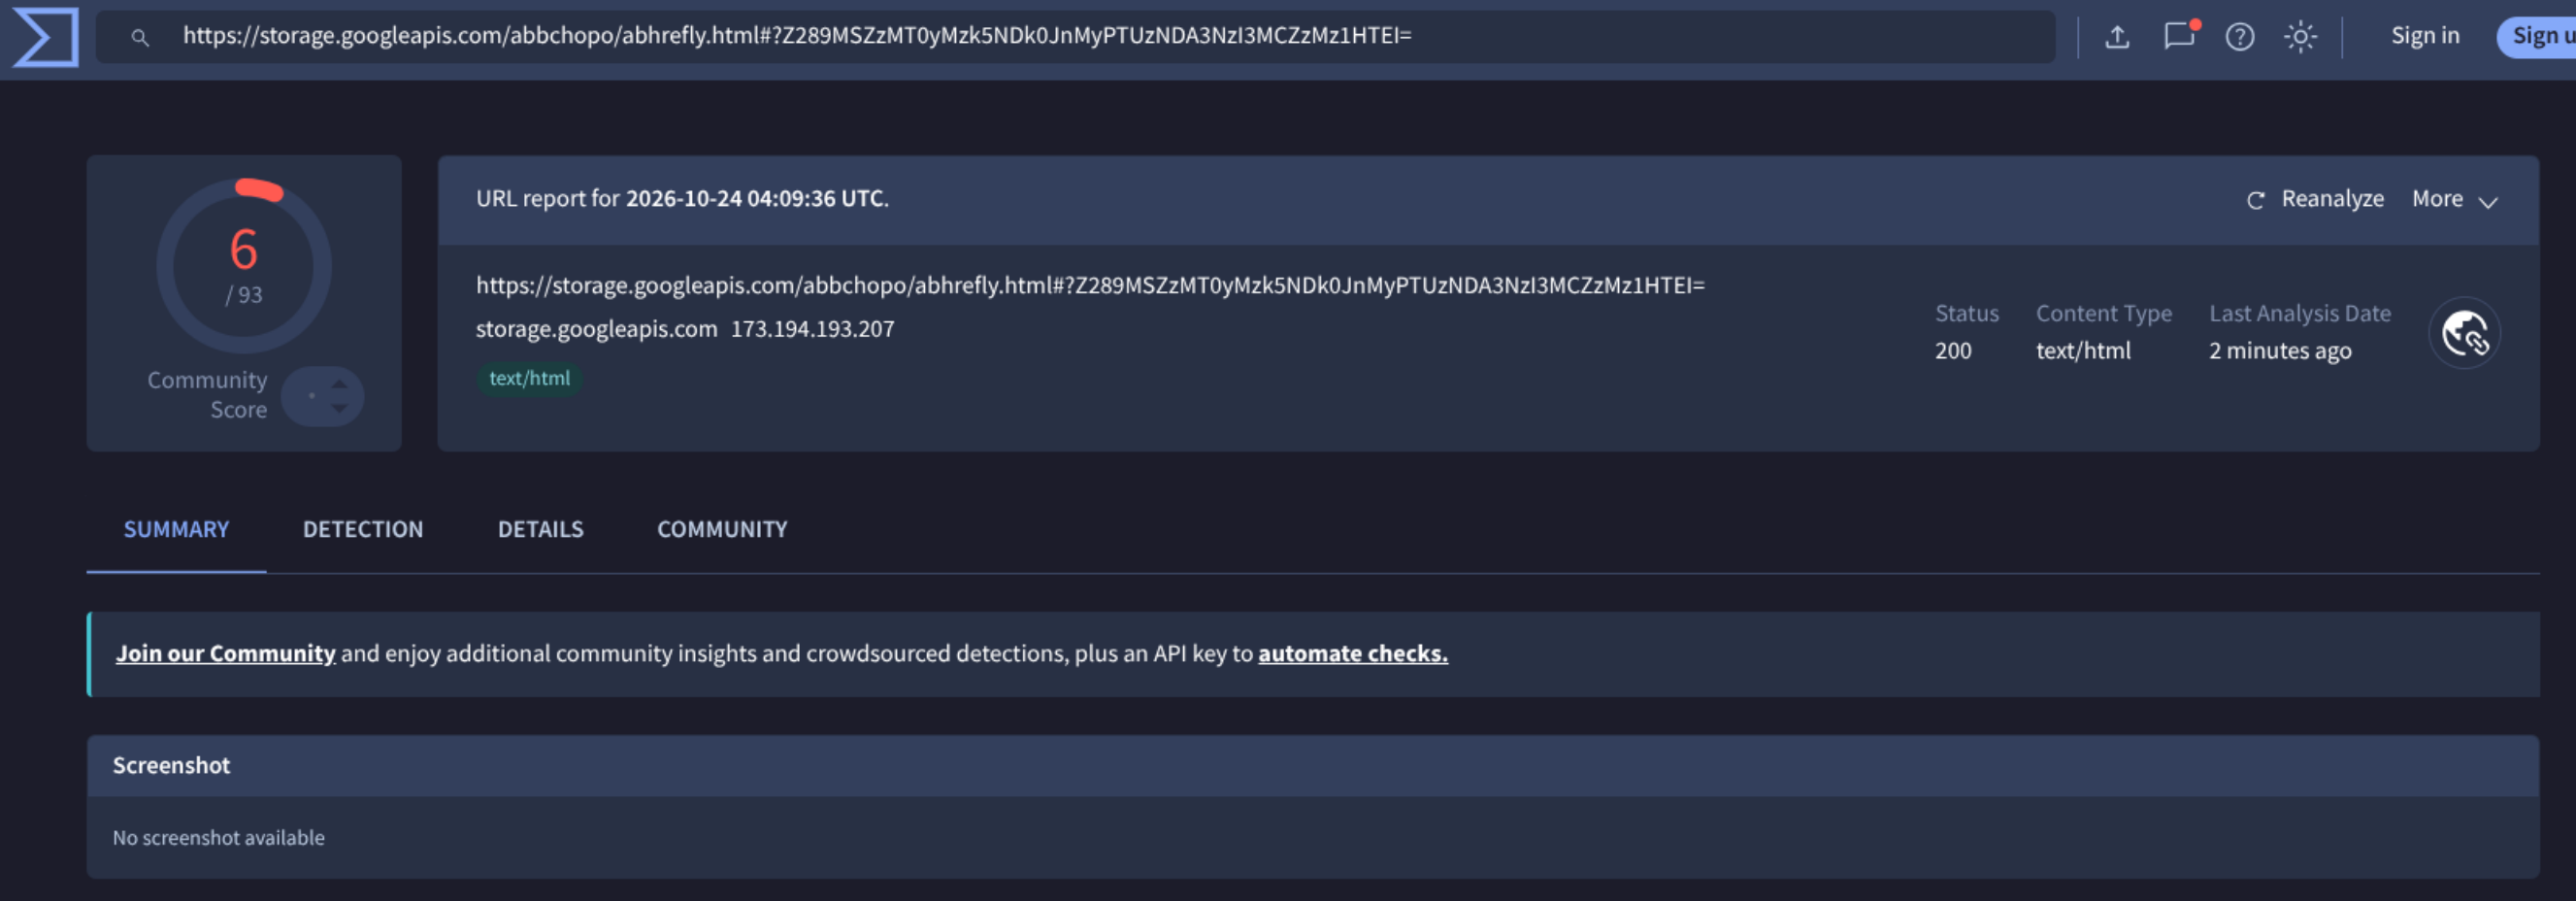 https://storage.googleapis.com/abbchopo/abhrefly.html#?Z289MSZzMT0yMzk5NDk0JnMyPTUzNDA3NzI3MCZzMz1HTEI=
Sign in
Sign u
6
/ 93
Community
Score
URL report for 2026-10-24 04:09:36 UTC.
Reanalyze
More
https://storage.googleapis.com/abbchopo/abhrefly.html#?Z289MSZzMT0yMzk5NDk0JnMyPTUzNDA3NzI3MCZzMz1HTEI=
storage.googleapis.com 173.194.193.207
text/html
Status
200
Content Type
text/html
Last Analysis Date
2 minutes ago
SUMMARY
DETECTION
DETAILS
COMMUNITY
Join our Community and enjoy additional community insights and crowdsourced detections, plus an API key to automate checks.
Screenshot
No screenshot available